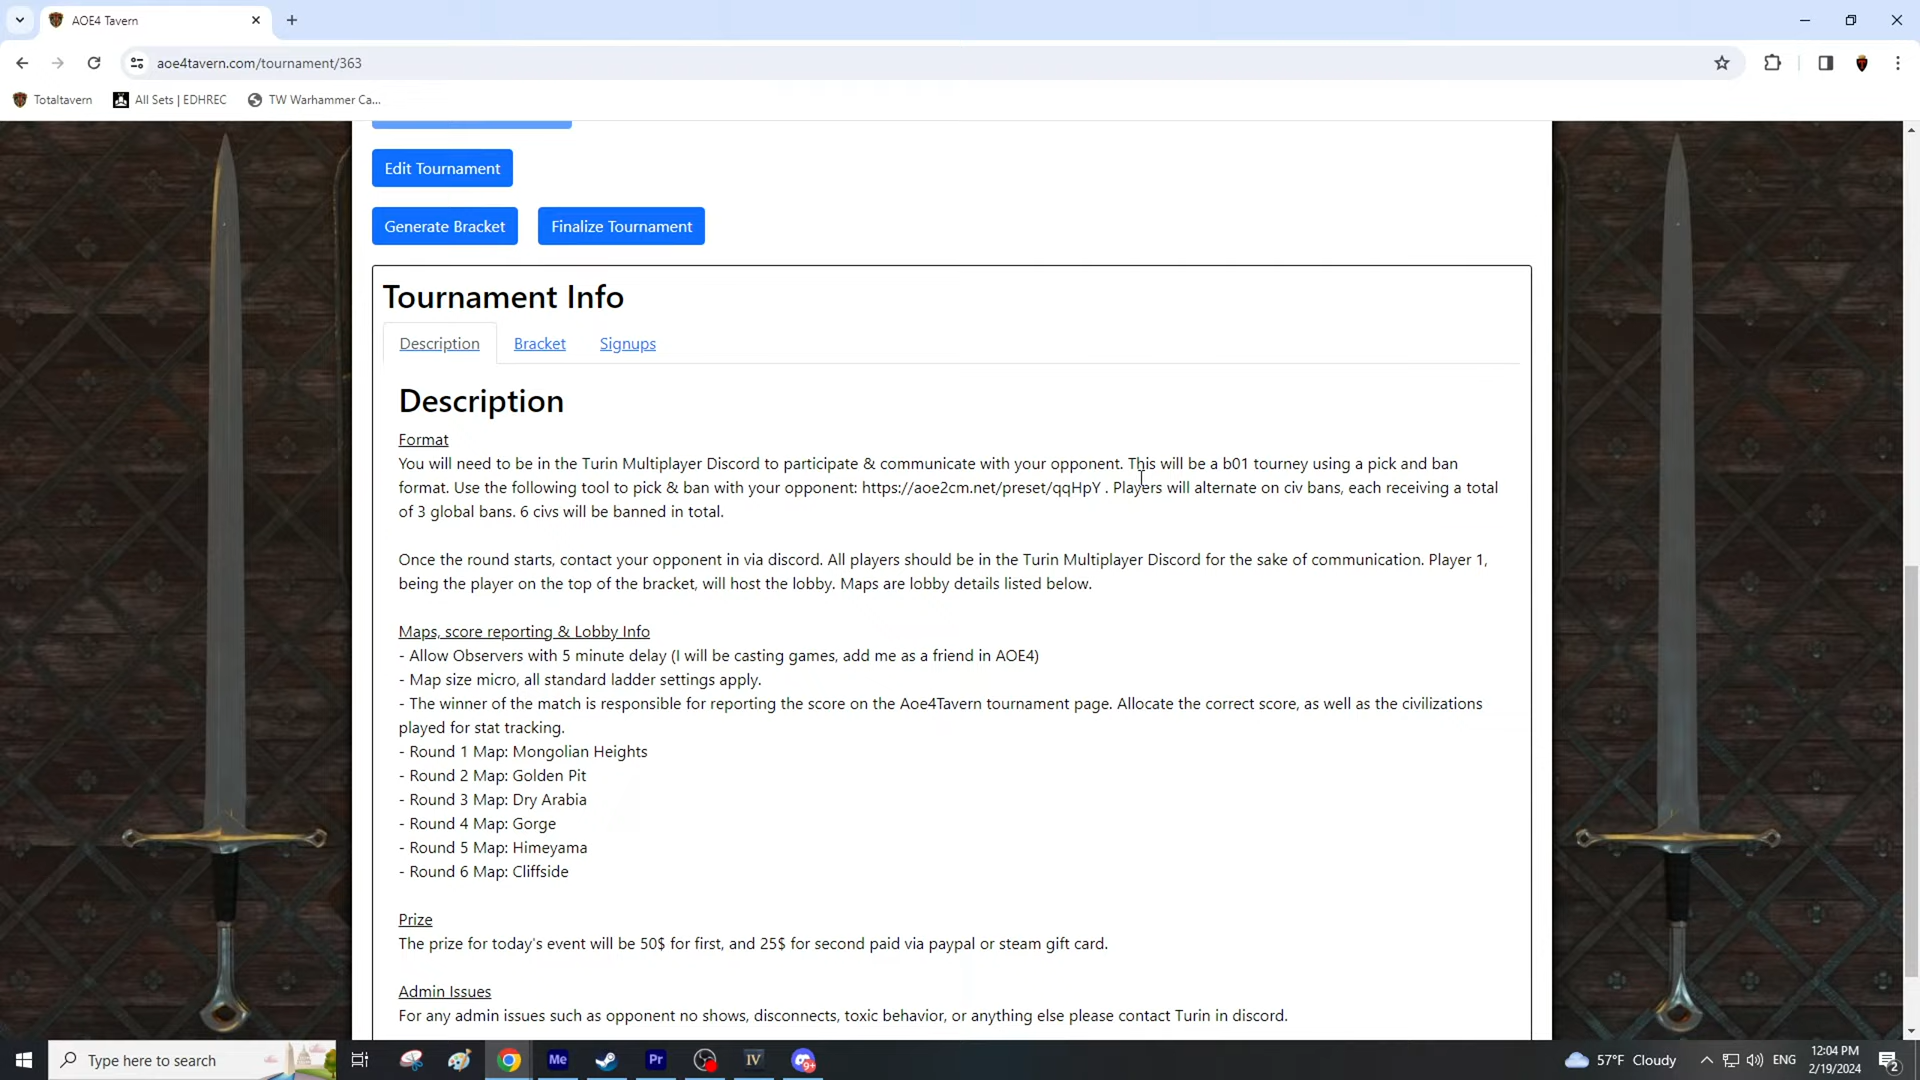 AOE4 Tavern
aoe4tavern.com/tournament/363
Totaltavern
All Sets | EDHREC
TW Warhammer Ca...
Edit Tournament
Generate Bracket
Finalize Tournament
Tournament Info
Description
Bracket
Signups
Description
Format
You will need to be in the Turin Multiplayer Discord to participate & communicate with your opponent. This will be a b01 tourney using a pick and ban
format. Use the following tool to pick & ban with your opponent: https://aoe2cm.net/preset/qqHpY . Players will alternate on civ bans, each receiving a total
of 3 global bans. 6 civs will be banned in total.
Once the round starts, contact your opponent in via discord. All players should be in the Turin Multiplayer Discord for the sake of communication. Player 1,
being the player on the top of the bracket, will host the lobby. Maps are lobby details listed below.
Maps, score reporting & Lobby Info
- Allow Observers with 5 minute delay (I will be casting games, add me as a friend in AOE4)
- Map size micro, all standard ladder settings apply.
- The winner of the match is responsible for reporting the score on the Aoe4Tavern tournament page. Allocate the correct score, as well as the civilizations
played for stat tracking.
- Round 1 Map: Mongolian Heights
- Round 2 Map: Golden Pit
- Round 3 Map: Dry Arabia
- Round 4 Map: Gorge
- Round 5 Map: Himeyama
- Round 6 Map: Cliffside
Prize
The prize for today's event will be 50$ for first, and 25$ for second paid via paypal or steam gift card.
Admin Issues
For any admin issues such as opponent no shows, disconnects, toxic behavior, or anything else please contact Turin in discord.
Type here to search
Me
Pr
IV
9+
57°F Cloudy
ENG
12:04 PM
2/19/2024
2